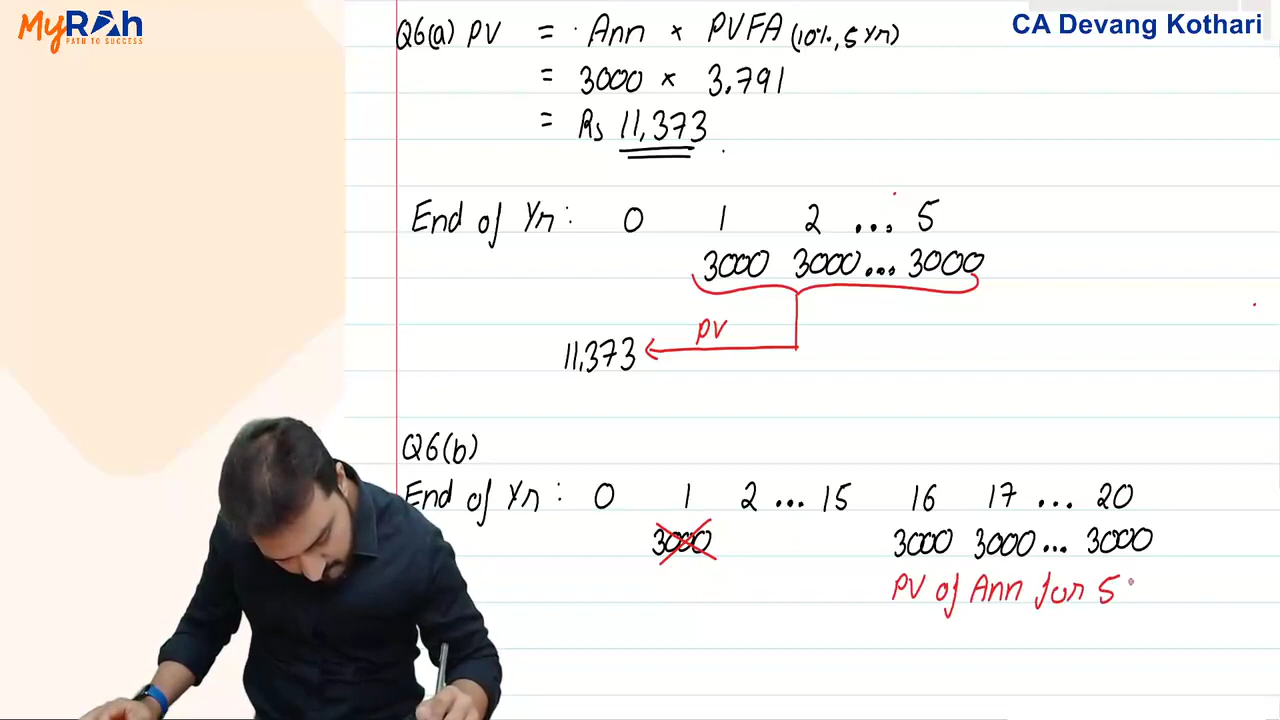 MyRAh
PATH TO SUCCESS
CA Devang Kothari
Q6(a) PV = Ann × PVFA (10%, 5 Yr)
= 3000 × 3.791
= Rs 11,373
End of Yr : 0 1 2 ... 5
3000 3000 ... 3000
PV
11,373
Q6(b)
End of Yr : 0 1 2 ... 15 16 17 ... 20
3000 3000 3000 ... 3000
PV of Ann for 5